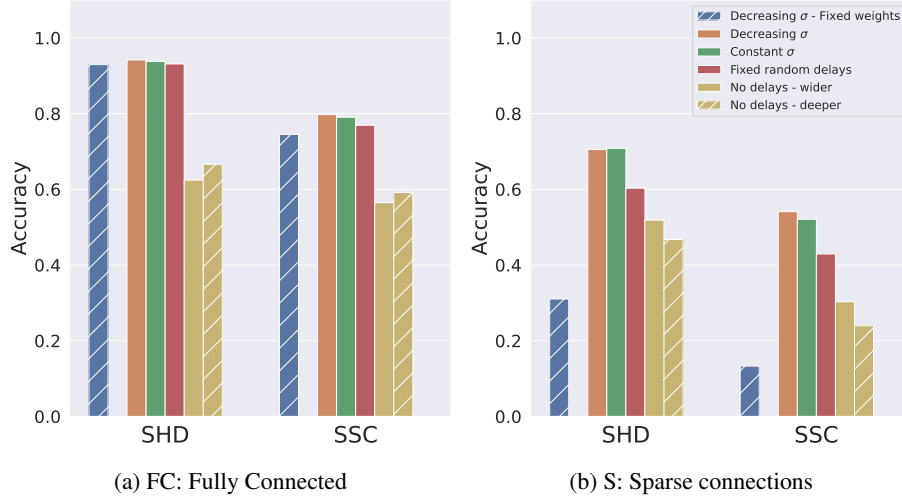 1.0
0.8
0.6
0.4
0.2
0.0
Accuracy
SHD
SSC
(a) FC: Fully Connected
1.0
0.8
0.6
0.4
0.2
0.0
Accuracy
Decreasing σ - Fixed weights
Decreasing σ
Constant σ
Fixed random delays
No delays - wider
No delays - deeper
SHD
SSC
(b) S: Sparse connections